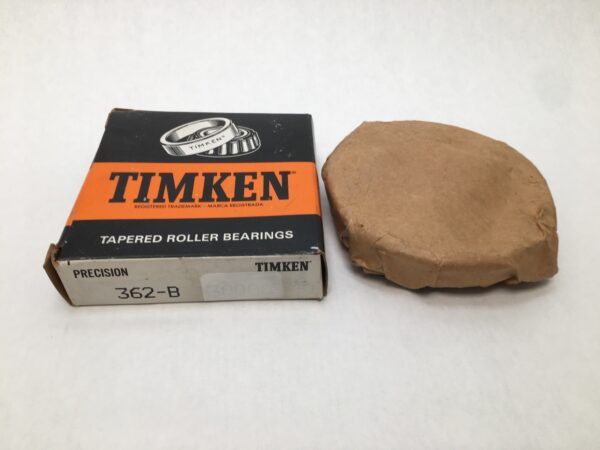 TIMKEN®
TIMKEN®
REGISTERED TRADEMARK - MARCA REGISTRADA
TAPERED ROLLER BEARINGS
PRECISION
TIMKEN®
362-B